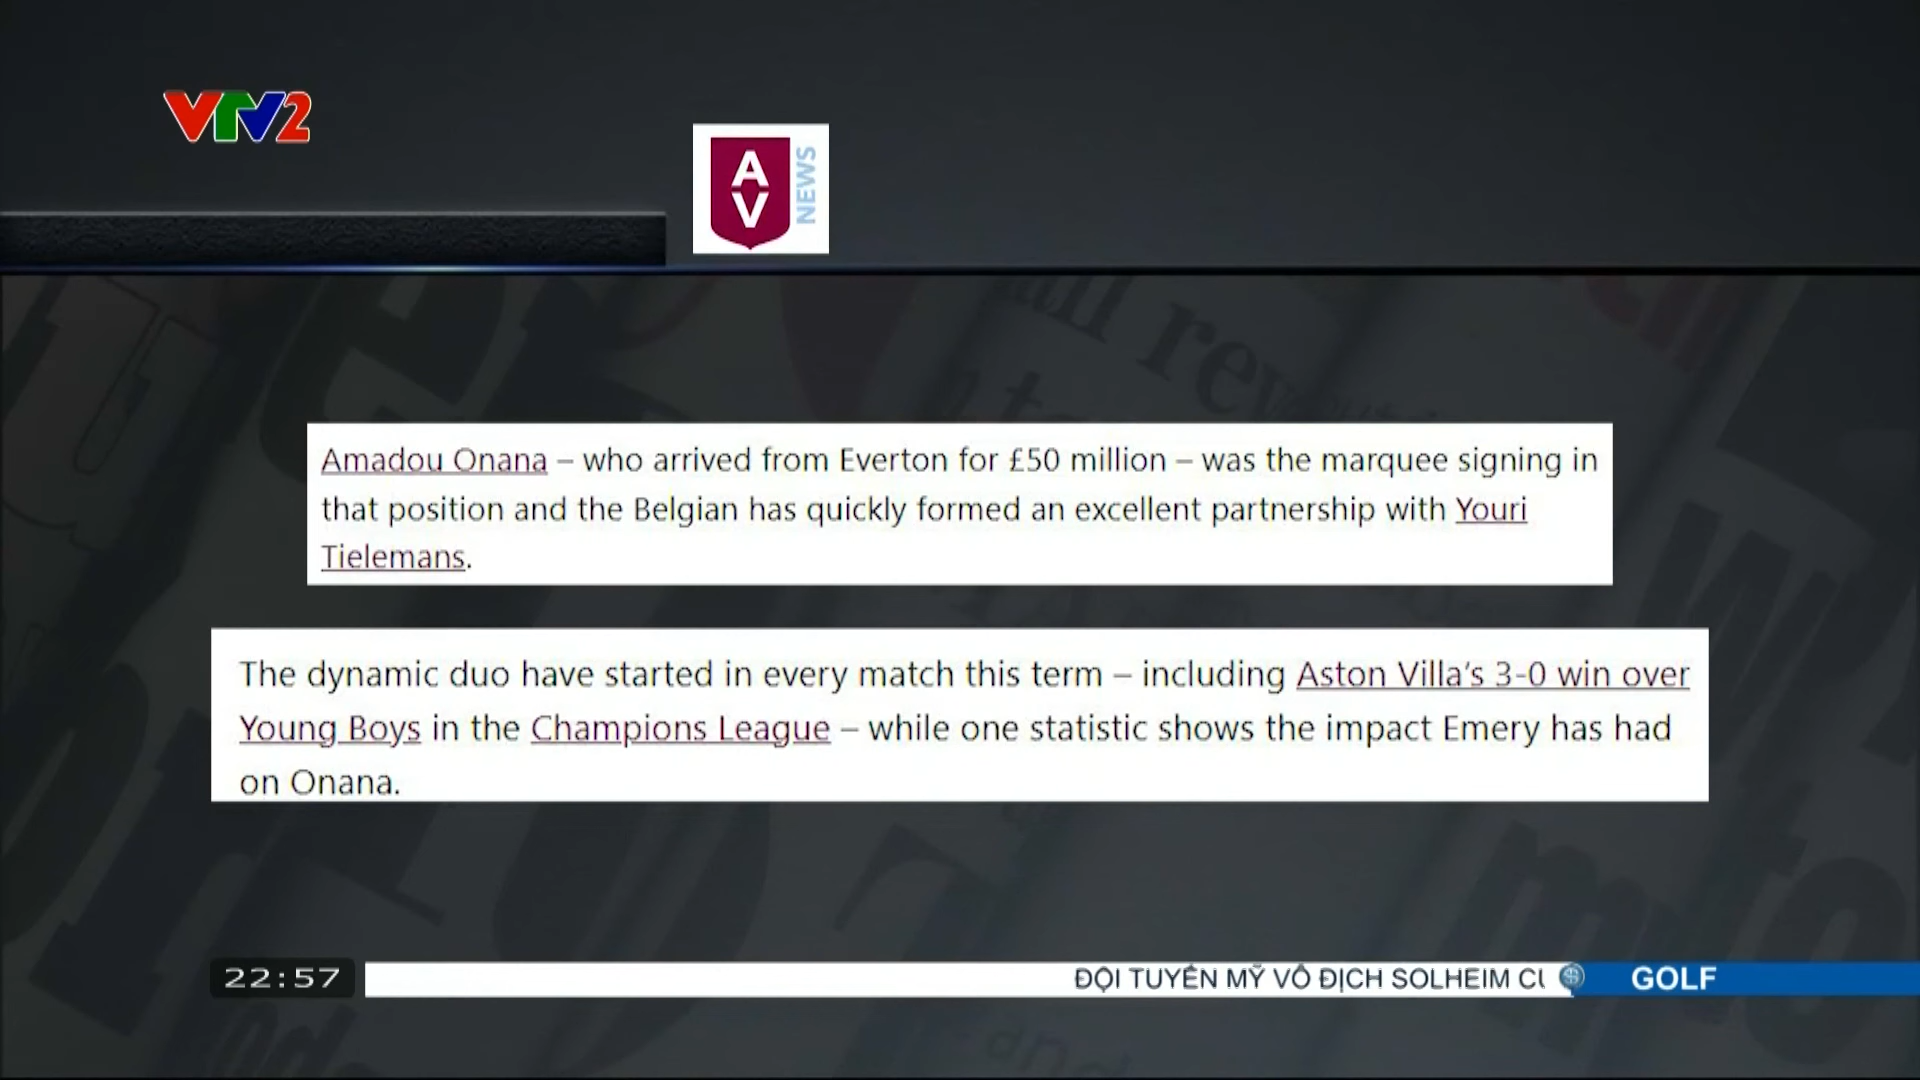 VTV2
AV NEWS
Amadou Onana – who arrived from Everton for £50 million – was the marquee signing in
that position and the Belgian has quickly formed an excellent partnership with Youri
Tielemans.
The dynamic duo have started in every match this term – including Aston Villa's 3-0 win over
Young Boys in the Champions League – while one statistic shows the impact Emery has had
on Onana.
22:57
ĐỘI TUYỂN MỸ VÔ ĐỊCH SOLHEIM
GOLF